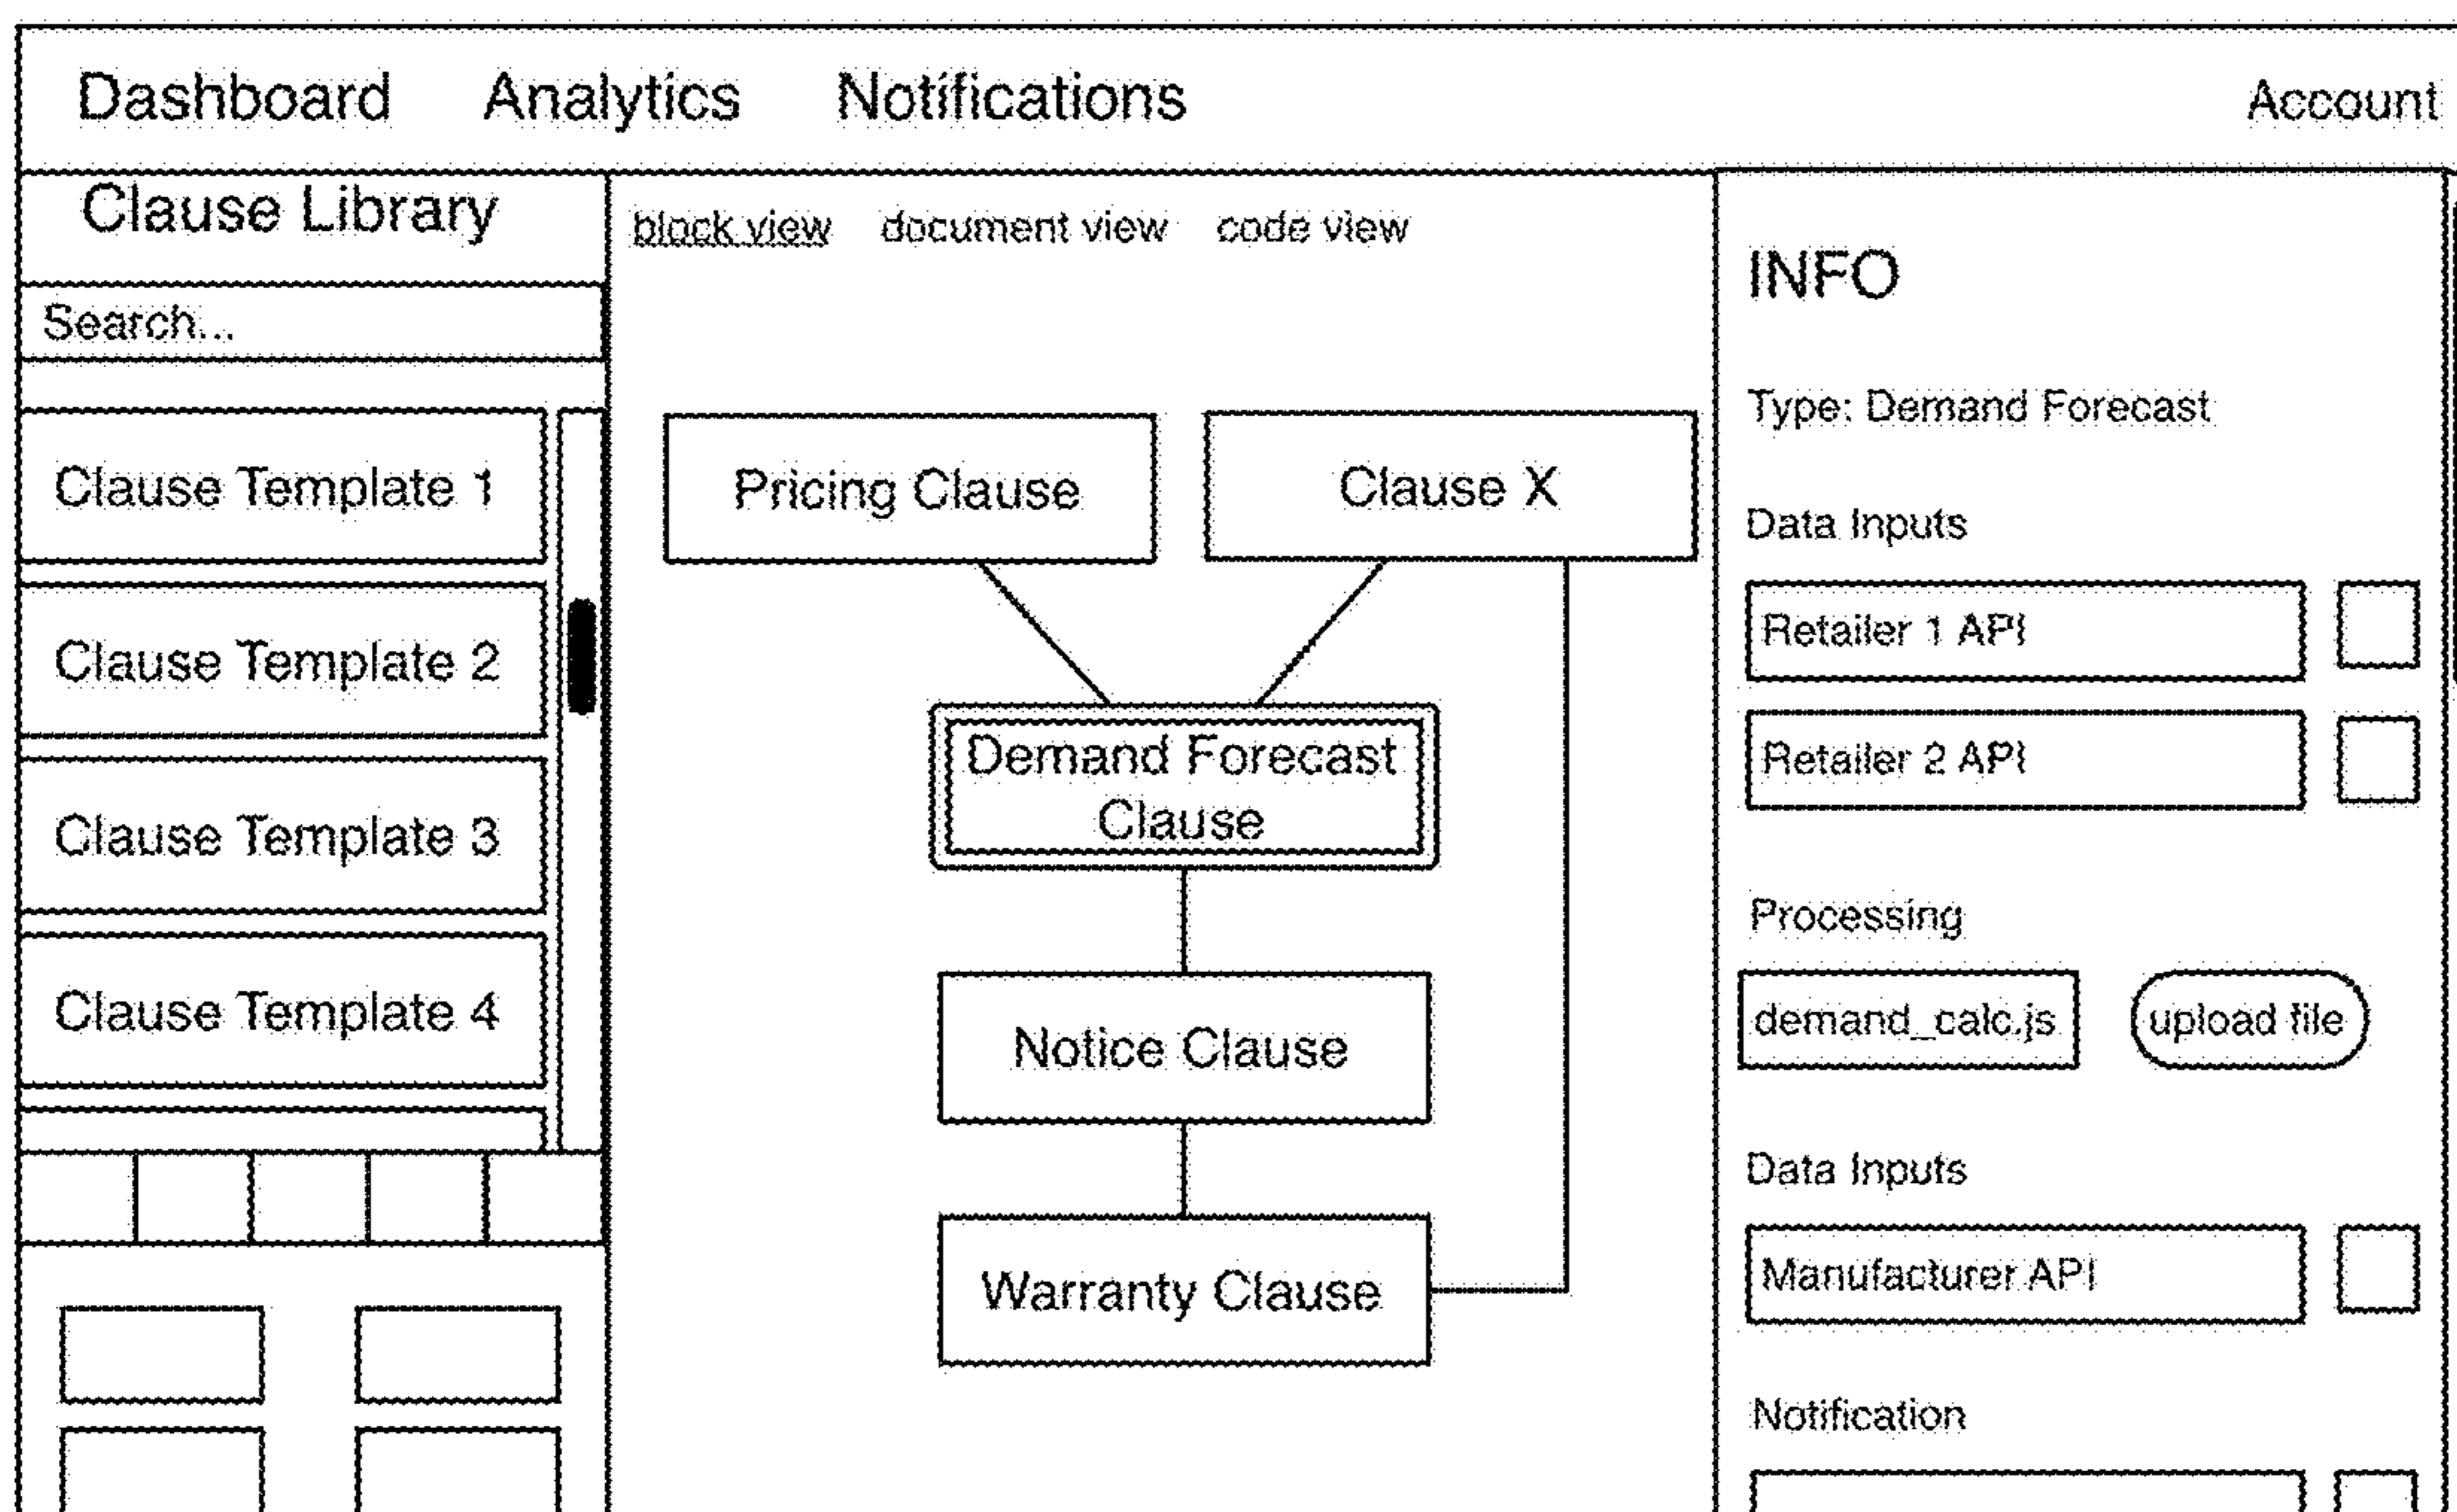 Dashboard Analytics Notifications Account
Clause Library
Search...
Clause Template 1
Clause Template 2
Clause Template 3
Clause Template 4
block view document view code view
Pricing Clause
Clause X
Demand Forecast
Clause
Notice Clause
Warranty Clause
INFO
Type: Demand Forecast
Data Inputs
Retailer 1 API
Retailer 2 API
Processing
demand_calc.js upload file
Data Inputs
Manufacturer API
Notification